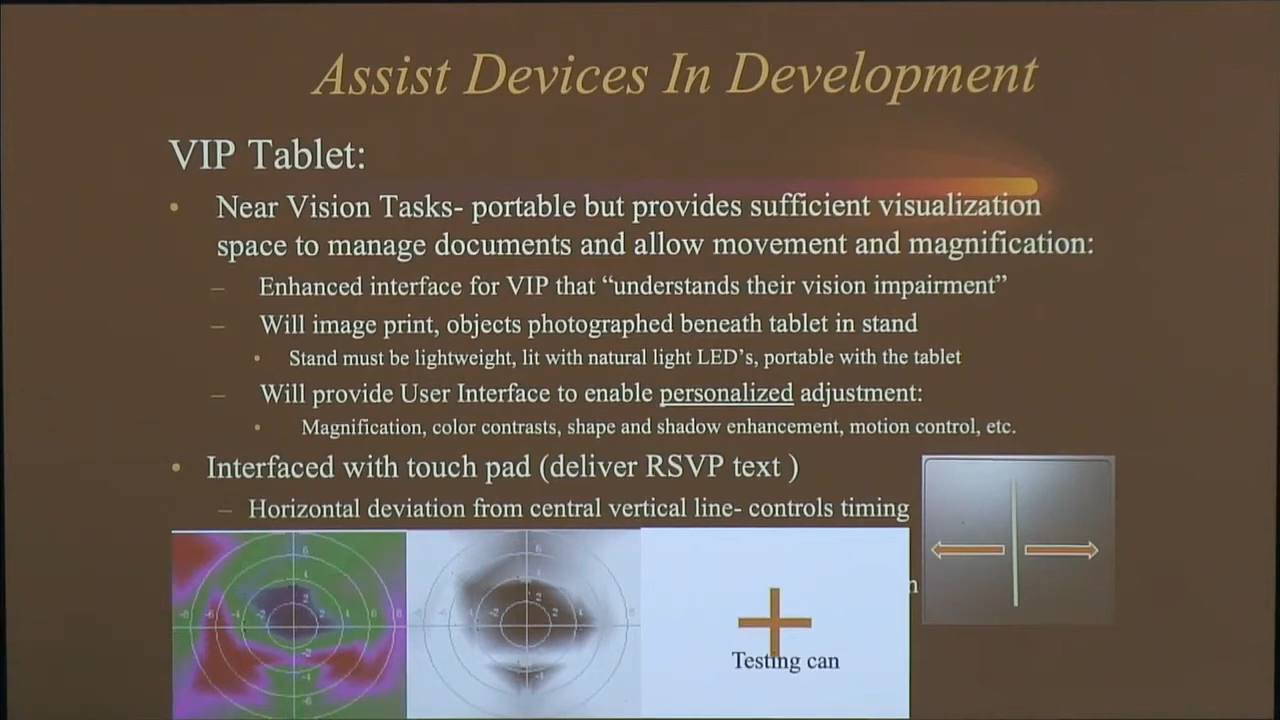 Assist Devices In Development
VIP Tablet:
• Near Vision Tasks- portable but provides sufficient visualization
space to manage documents and allow movement and magnification:
– Enhanced interface for VIP that “understands their vision impairment”
– Will image print, objects photographed beneath tablet in stand
• Stand must be lightweight, lit with natural light LED’s, portable with the tablet
– Will provide User Interface to enable personalized adjustment:
• Magnification, color contrasts, shape and shadow enhancement, motion control, etc.
• Interfaced with touch pad (deliver RSVP text )
– Horizontal deviation from central vertical line- controls timing
Testing can